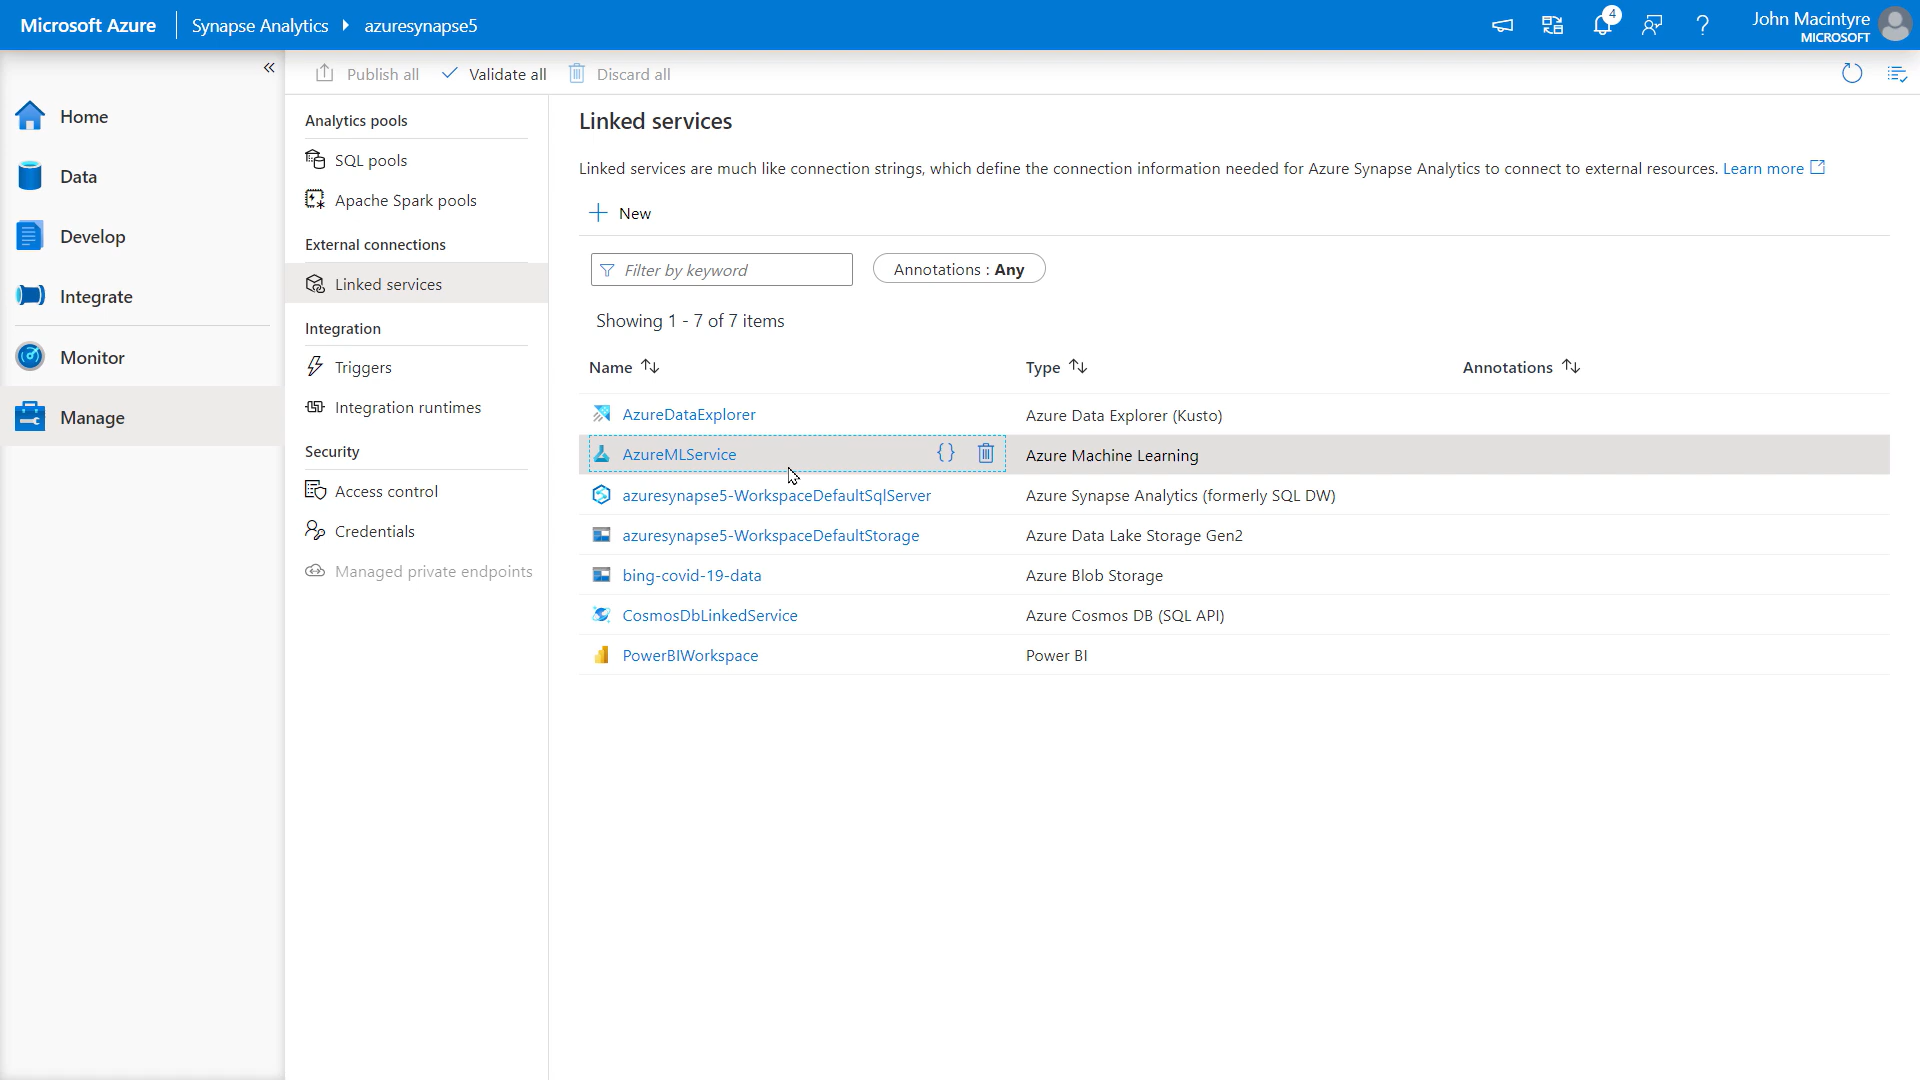 Microsoft Azure
Synapse Analytics
azuresynapse5
4
John Macintyre
MICROSOFT
Home
Data
Develop
Integrate
Monitor
Manage
Publish all
Validate all
Discard all
Analytics pools
SQL pools
Apache Spark pools
External connections
Linked services
Integration
Triggers
Integration runtimes
Security
Access control
Credentials
Managed private endpoints
Linked services
Linked services are much like connection strings, which define the connection information needed for Azure Synapse Analytics to connect to external resources. Learn more
New
Filter by keyword
Annotations : Any
Showing 1 - 7 of 7 items
Name Type Annotations
AzureDataExplorer Azure Data Explorer (Kusto)
AzureMLService {} Azure Machine Learning
azuresynapse5-WorkspaceDefaultSqlServer Azure Synapse Analytics (formerly SQL DW)
azuresynapse5-WorkspaceDefaultStorage Azure Data Lake Storage Gen2
bing-covid-19-data Azure Blob Storage
CosmosDbLinkedService Azure Cosmos DB (SQL API)
PowerBIWorkspace Power BI